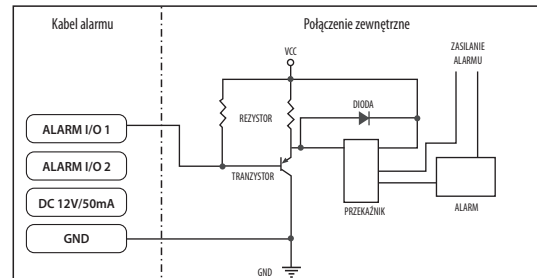 Kabel alarmu
Połączenie zewnętrzne
VCC
ZASILANIE
ALARMU
DIODA
REZYSTOR
ALARM I/O 1
ALARM I/O 2
TRANZYSTOR
DC 12V/50mA
PRZEKAŹNIK
ALARM
GND
GND